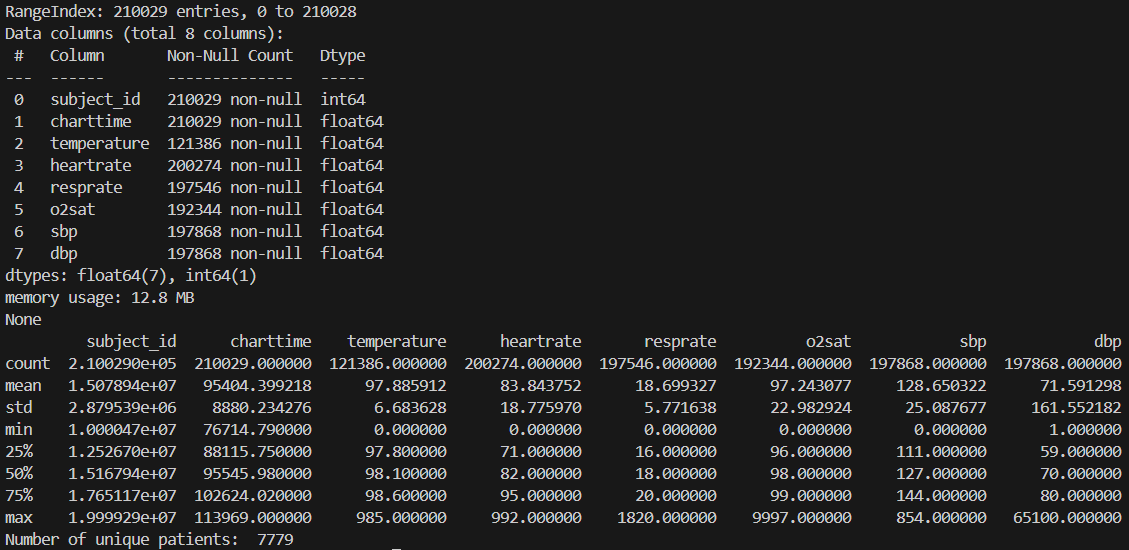 RangeIndex: 210029 entries, 0 to 210028
Data columns (total 8 columns):
 #   Column       Non-Null Count   Dtype
---  ------       --------------   -----
 0   subject_id   210029 non-null  int64
 1   charttime    210029 non-null  float64
 2   temperature  121386 non-null  float64
 3   heartrate    200274 non-null  float64
 4   resprate     197546 non-null  float64
 5   o2sat        192344 non-null  float64
 6   sbp          197868 non-null  float64
 7   dbp          197868 non-null  float64
dtypes: float64(7), int64(1)
memory usage: 12.8 MB
None
         subject_id      charttime    temperature      heartrate       resprate          o2sat            sbp            dbp
count  2.100290e+05  210029.000000  121386.000000  200274.000000  197546.000000  192344.000000  197868.000000  197868.000000
mean   1.507894e+07   95404.399218      97.885912      83.843752      18.699327      97.243077     128.650322      71.591298
std    2.879539e+06    8880.234276       6.683628      18.775970       5.771638      22.982924      25.087677     161.552182
min    1.000047e+07   76714.790000       0.000000       0.000000       0.000000       0.000000       0.000000       1.000000
25%    1.252670e+07   88115.750000      97.800000      71.000000      16.000000      96.000000     111.000000      59.000000
50%    1.516794e+07   95545.980000      98.100000      82.000000      18.000000      98.000000     127.000000      70.000000
75%    1.765117e+07  102624.020000      98.600000      95.000000      20.000000      99.000000     144.000000      80.000000
max    1.999929e+07  113969.000000     985.000000     992.000000    1820.000000    9997.000000     854.000000   65100.000000
Number of unique patients:  7779